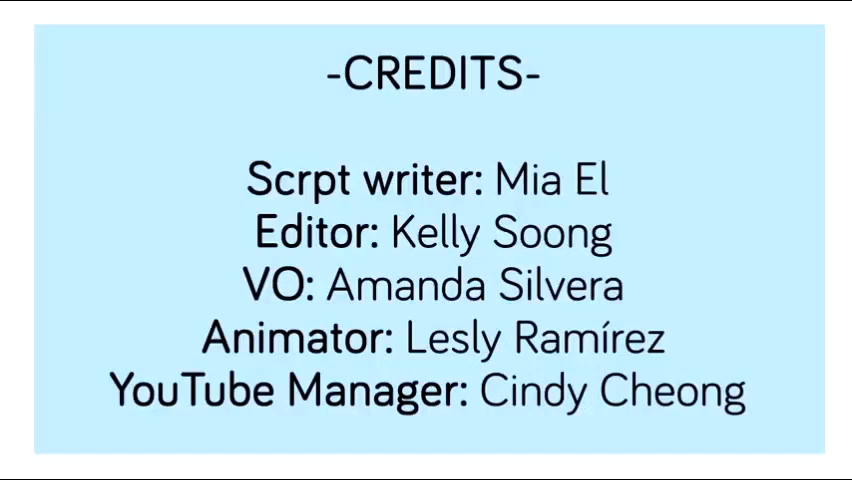 -CREDITS-
Scrpt writer: Mia El
Editor: Kelly Soong
VO: Amanda Silvera
Animator: Lesly Ramírez
YouTube Manager: Cindy Cheong